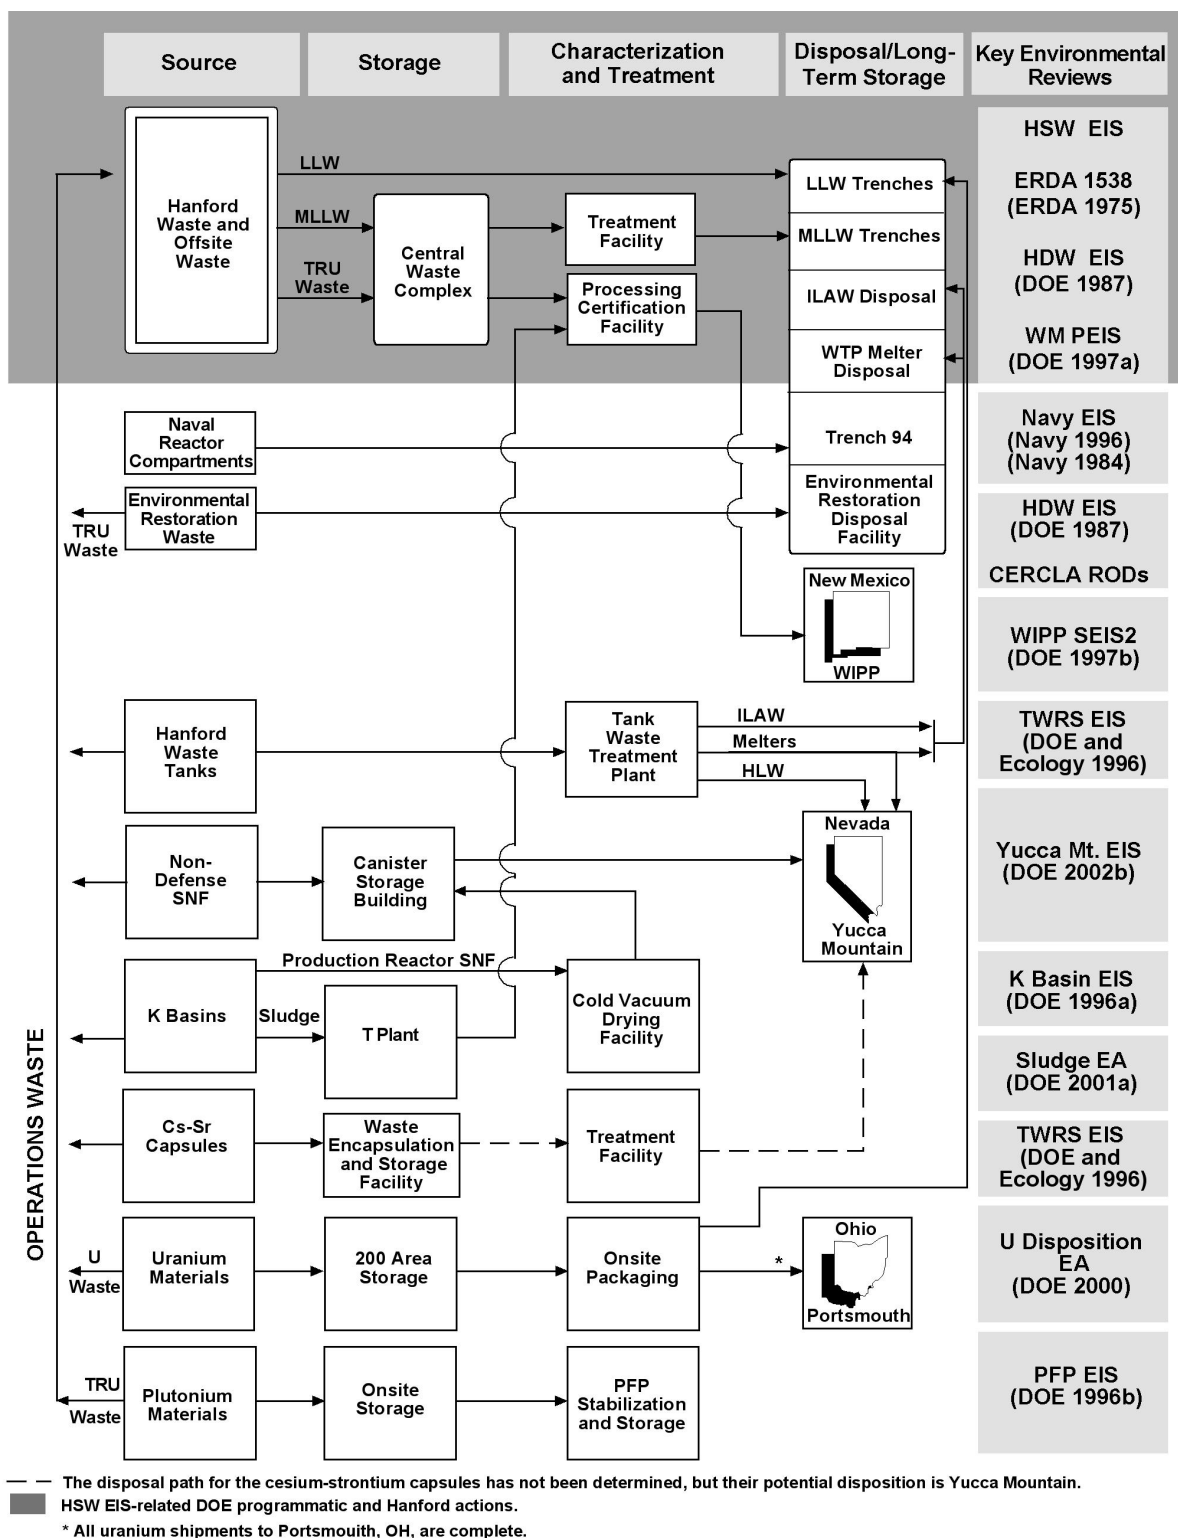 Source
Storage
Characterization
and Treatment
Disposal/Long-
Term Storage
Key Environmental
Reviews
Hanford
Waste and
Offsite
Waste
LLW
MLLW
TRU
Waste
Central
Waste
Complex
Treatment
Facility
Processing
Certification
Facility
LLW Trenches
MLLW Trenches
ILAW Disposal
WTP Melter
Disposal
HSW EIS
ERDA 1538
(ERDA 1975)
HDW EIS
(DOE 1987)
WM PEIS
(DOE 1997a)
Naval
Reactor
Compartments
Trench 94
Navy EIS
(Navy 1996)
(Navy 1984)
TRU
Waste
Environmental
Restoration
Waste
Environmental
Restoration
Disposal
Facility
HDW EIS
(DOE 1987)
CERCLA RODs
New Mexico
WIPP
WIPP SEIS2
(DOE 1997b)
Hanford
Waste
Tanks
Tank
Waste
Treatment
Plant
ILAW
Melters
HLW
TWRS EIS
(DOE and
Ecology 1996)
Non-
Defense
SNF
Canister
Storage
Building
Nevada
Yucca
Mountain
Yucca Mt. EIS
(DOE 2002b)
K Basins
Production Reactor SNF
Sludge
T Plant
Cold Vacuum
Drying
Facility
K Basin EIS
(DOE 1996a)
Sludge EA
(DOE 2001a)
OPERATIONS WASTE
Cs-Sr
Capsules
Waste
Encapsulation
and Storage
Facility
Treatment
Facility
TWRS EIS
(DOE and
Ecology 1996)
U
Waste
Uranium
Materials
200 Area
Storage
Onsite
Packaging
*
Ohio
Portsmouth
U Disposition
EA
(DOE 2000)
TRU
Waste
Plutonium
Materials
Onsite
Storage
PFP
Stabilization
and Storage
PFP EIS
(DOE 1996b)
The disposal path for the cesium-strontium capsules has not been determined, but their potential disposition is Yucca Mountain.
HSW EIS-related DOE programmatic and Hanford actions.
* All uranium shipments to Portsmouith, OH, are complete.